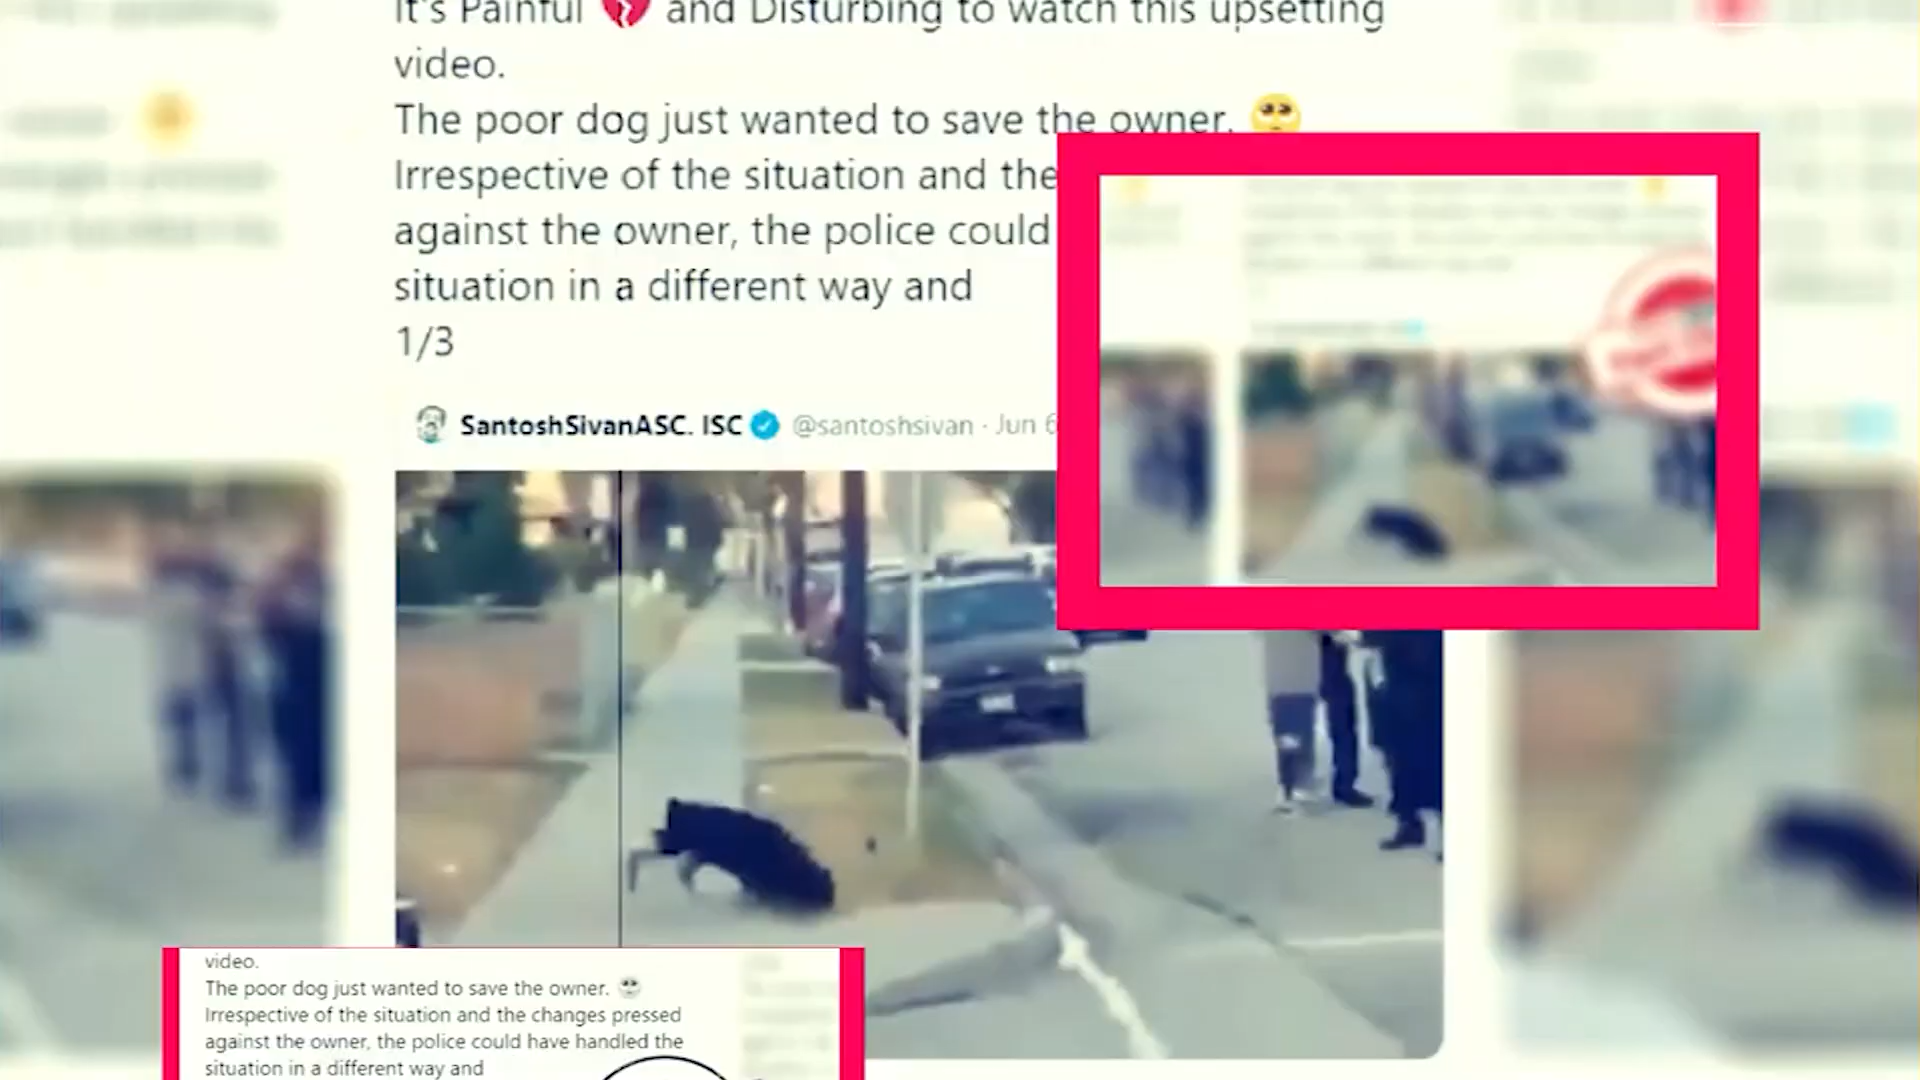 It's Painful 💔 and Disturbing to watch this upsetting
video.
The poor dog just wanted to save the owner. 🥺
Irrespective of the situation and the
against the owner, the police could
situation in a different way and
1/3
SantoshSivanASC. ISC @santoshsivan · Jun 6
video.
The poor dog just wanted to save the owner. 🥺
Irrespective of the situation and the changes pressed
against the owner, the police could have handled the
situation in a different way and